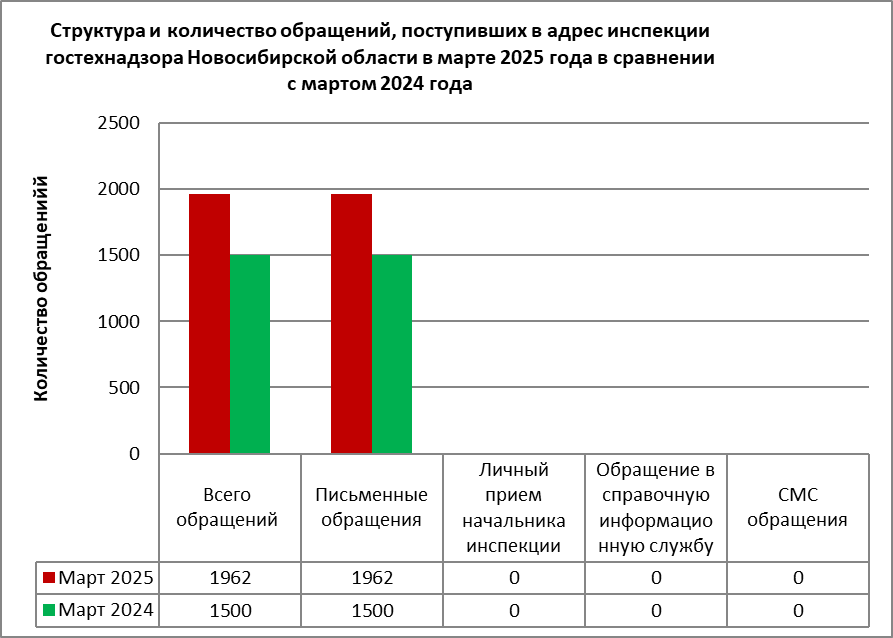 Структура и количество обращений, поступивших в адрес инспекции
гостехнадзора Новосибирской области в марте 2025 года в сравнении
с мартом 2024 года
Количество обращенийй
2500
2000
1500
1000
500
0
Всего
обращений
Письменные
обращения
Личный
прием
начальника
инспекции
Обращение в
справочную
информацио
нную службу
СМС
обращения
Март 2025 1962 1962 0 0 0
Март 2024 1500 1500 0 0 0